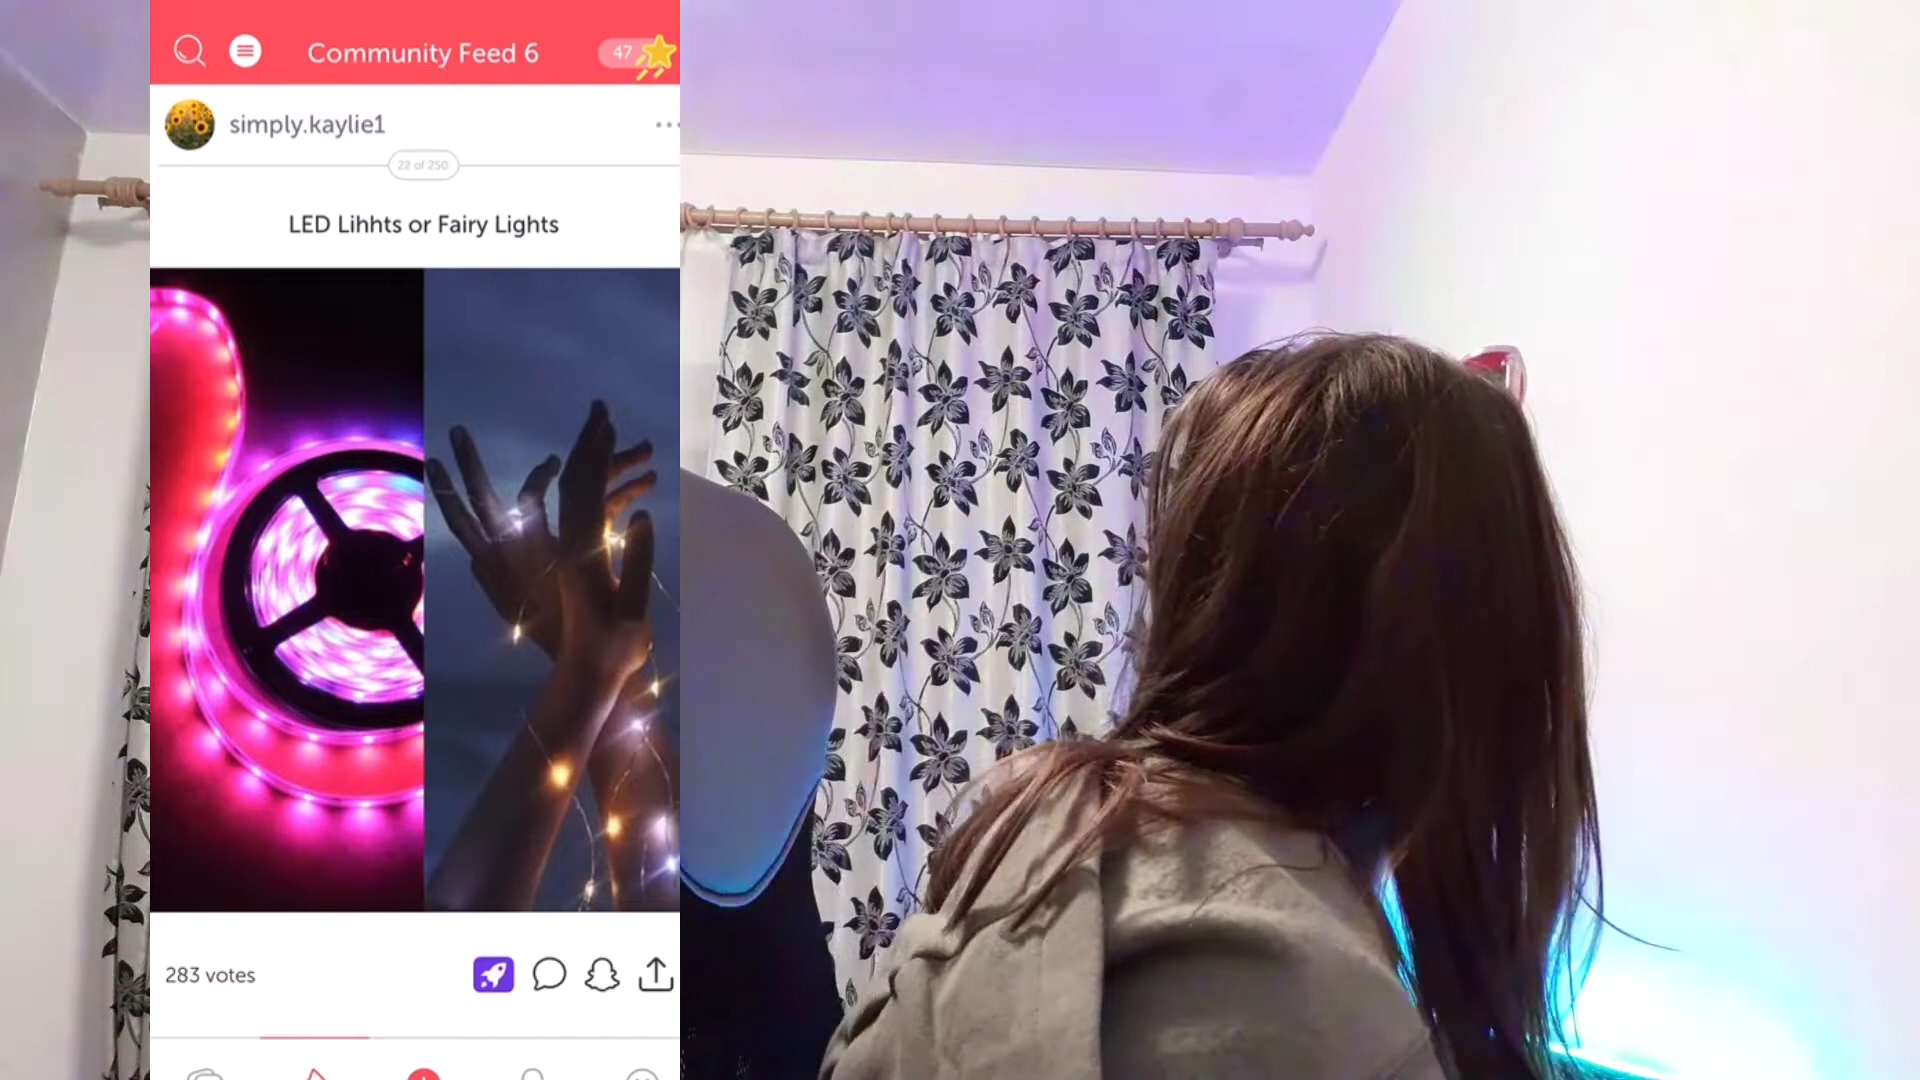 Community Feed 6
47
simply.kaylie1
22 of 250
LED Lihhts or Fairy Lights
283 votes